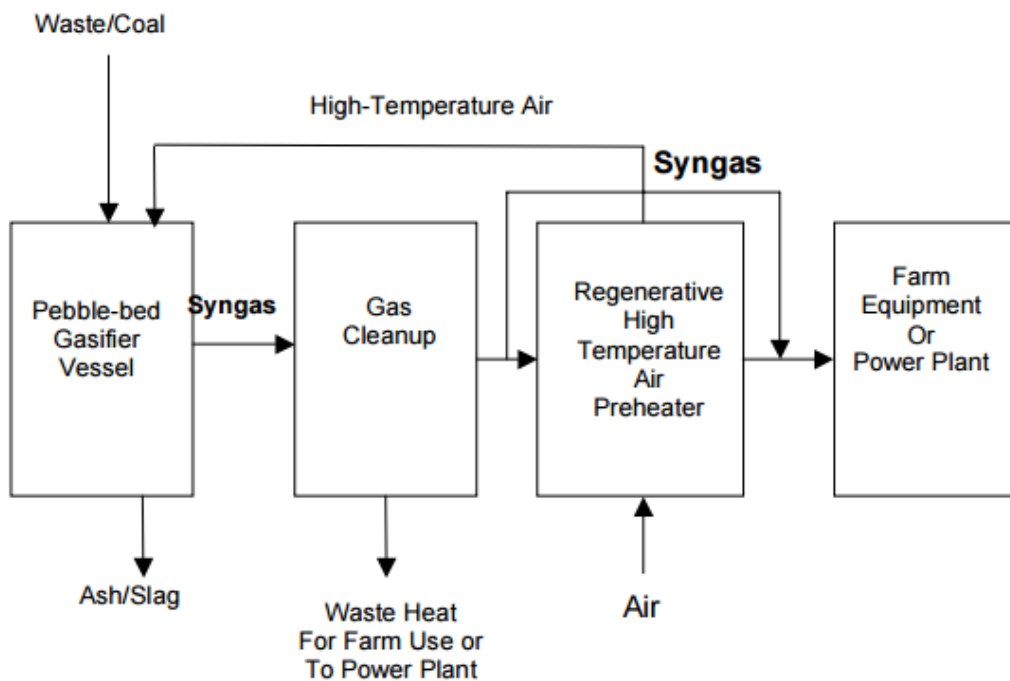 Waste/Coal
High-Temperature Air
Syngas
Pebble-bed
Gasifier
Vessel
Syngas
Gas
Cleanup
Regenerative
High
Temperature
Air
Preheater
Farm
Equipment
Or
Power Plant
Ash/Slag
Waste Heat
For Farm Use or
To Power Plant
Air